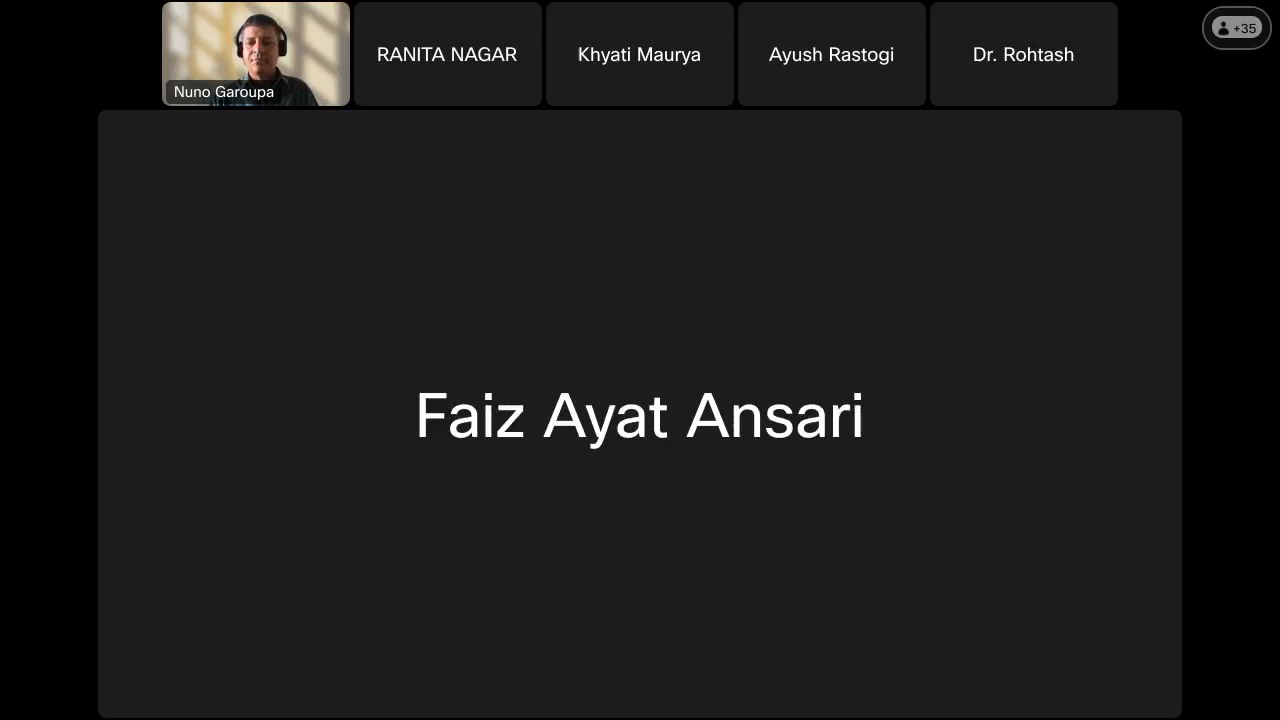 Nuno Garoupa
RANITA NAGAR
Khyati Maurya
Ayush Rastogi
Dr. Rohtash
+35
Faiz Ayat Ansari